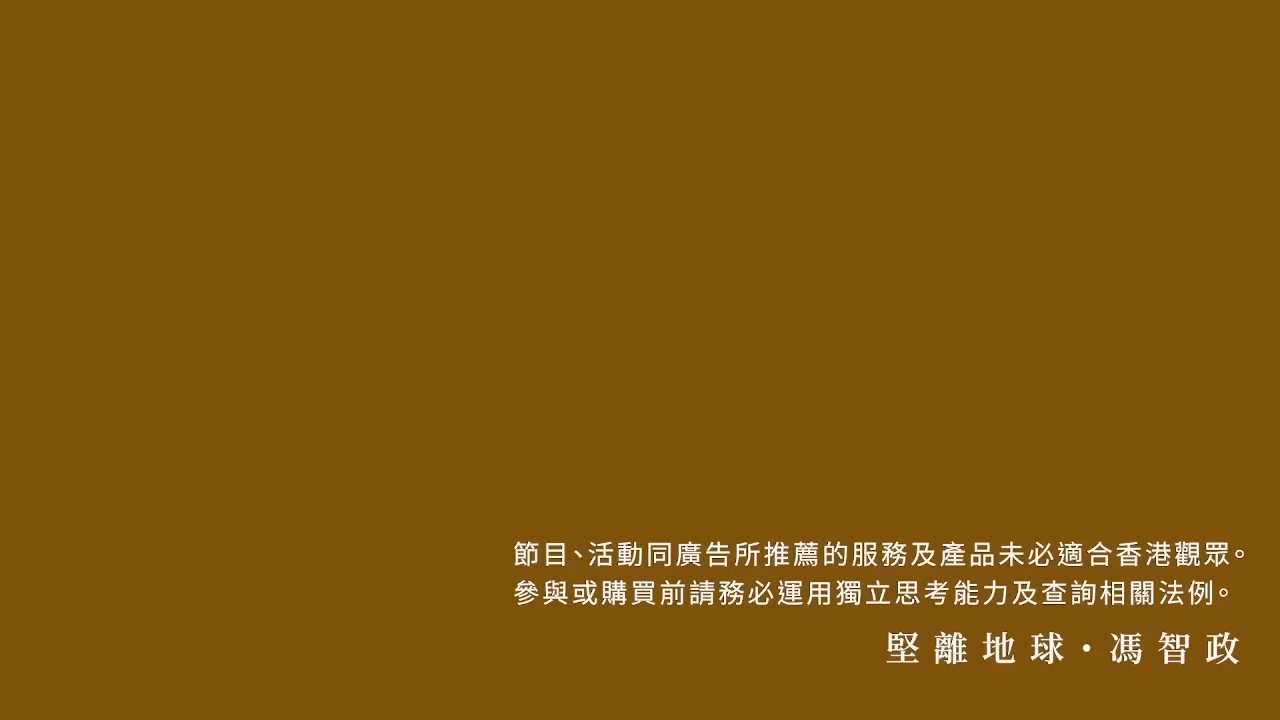 節目、活動同廣告所推薦的服務及產品未必適合香港觀眾。
參與或購買前請務必運用獨立思考能力及查詢相關法例。
堅離地球・馮智政